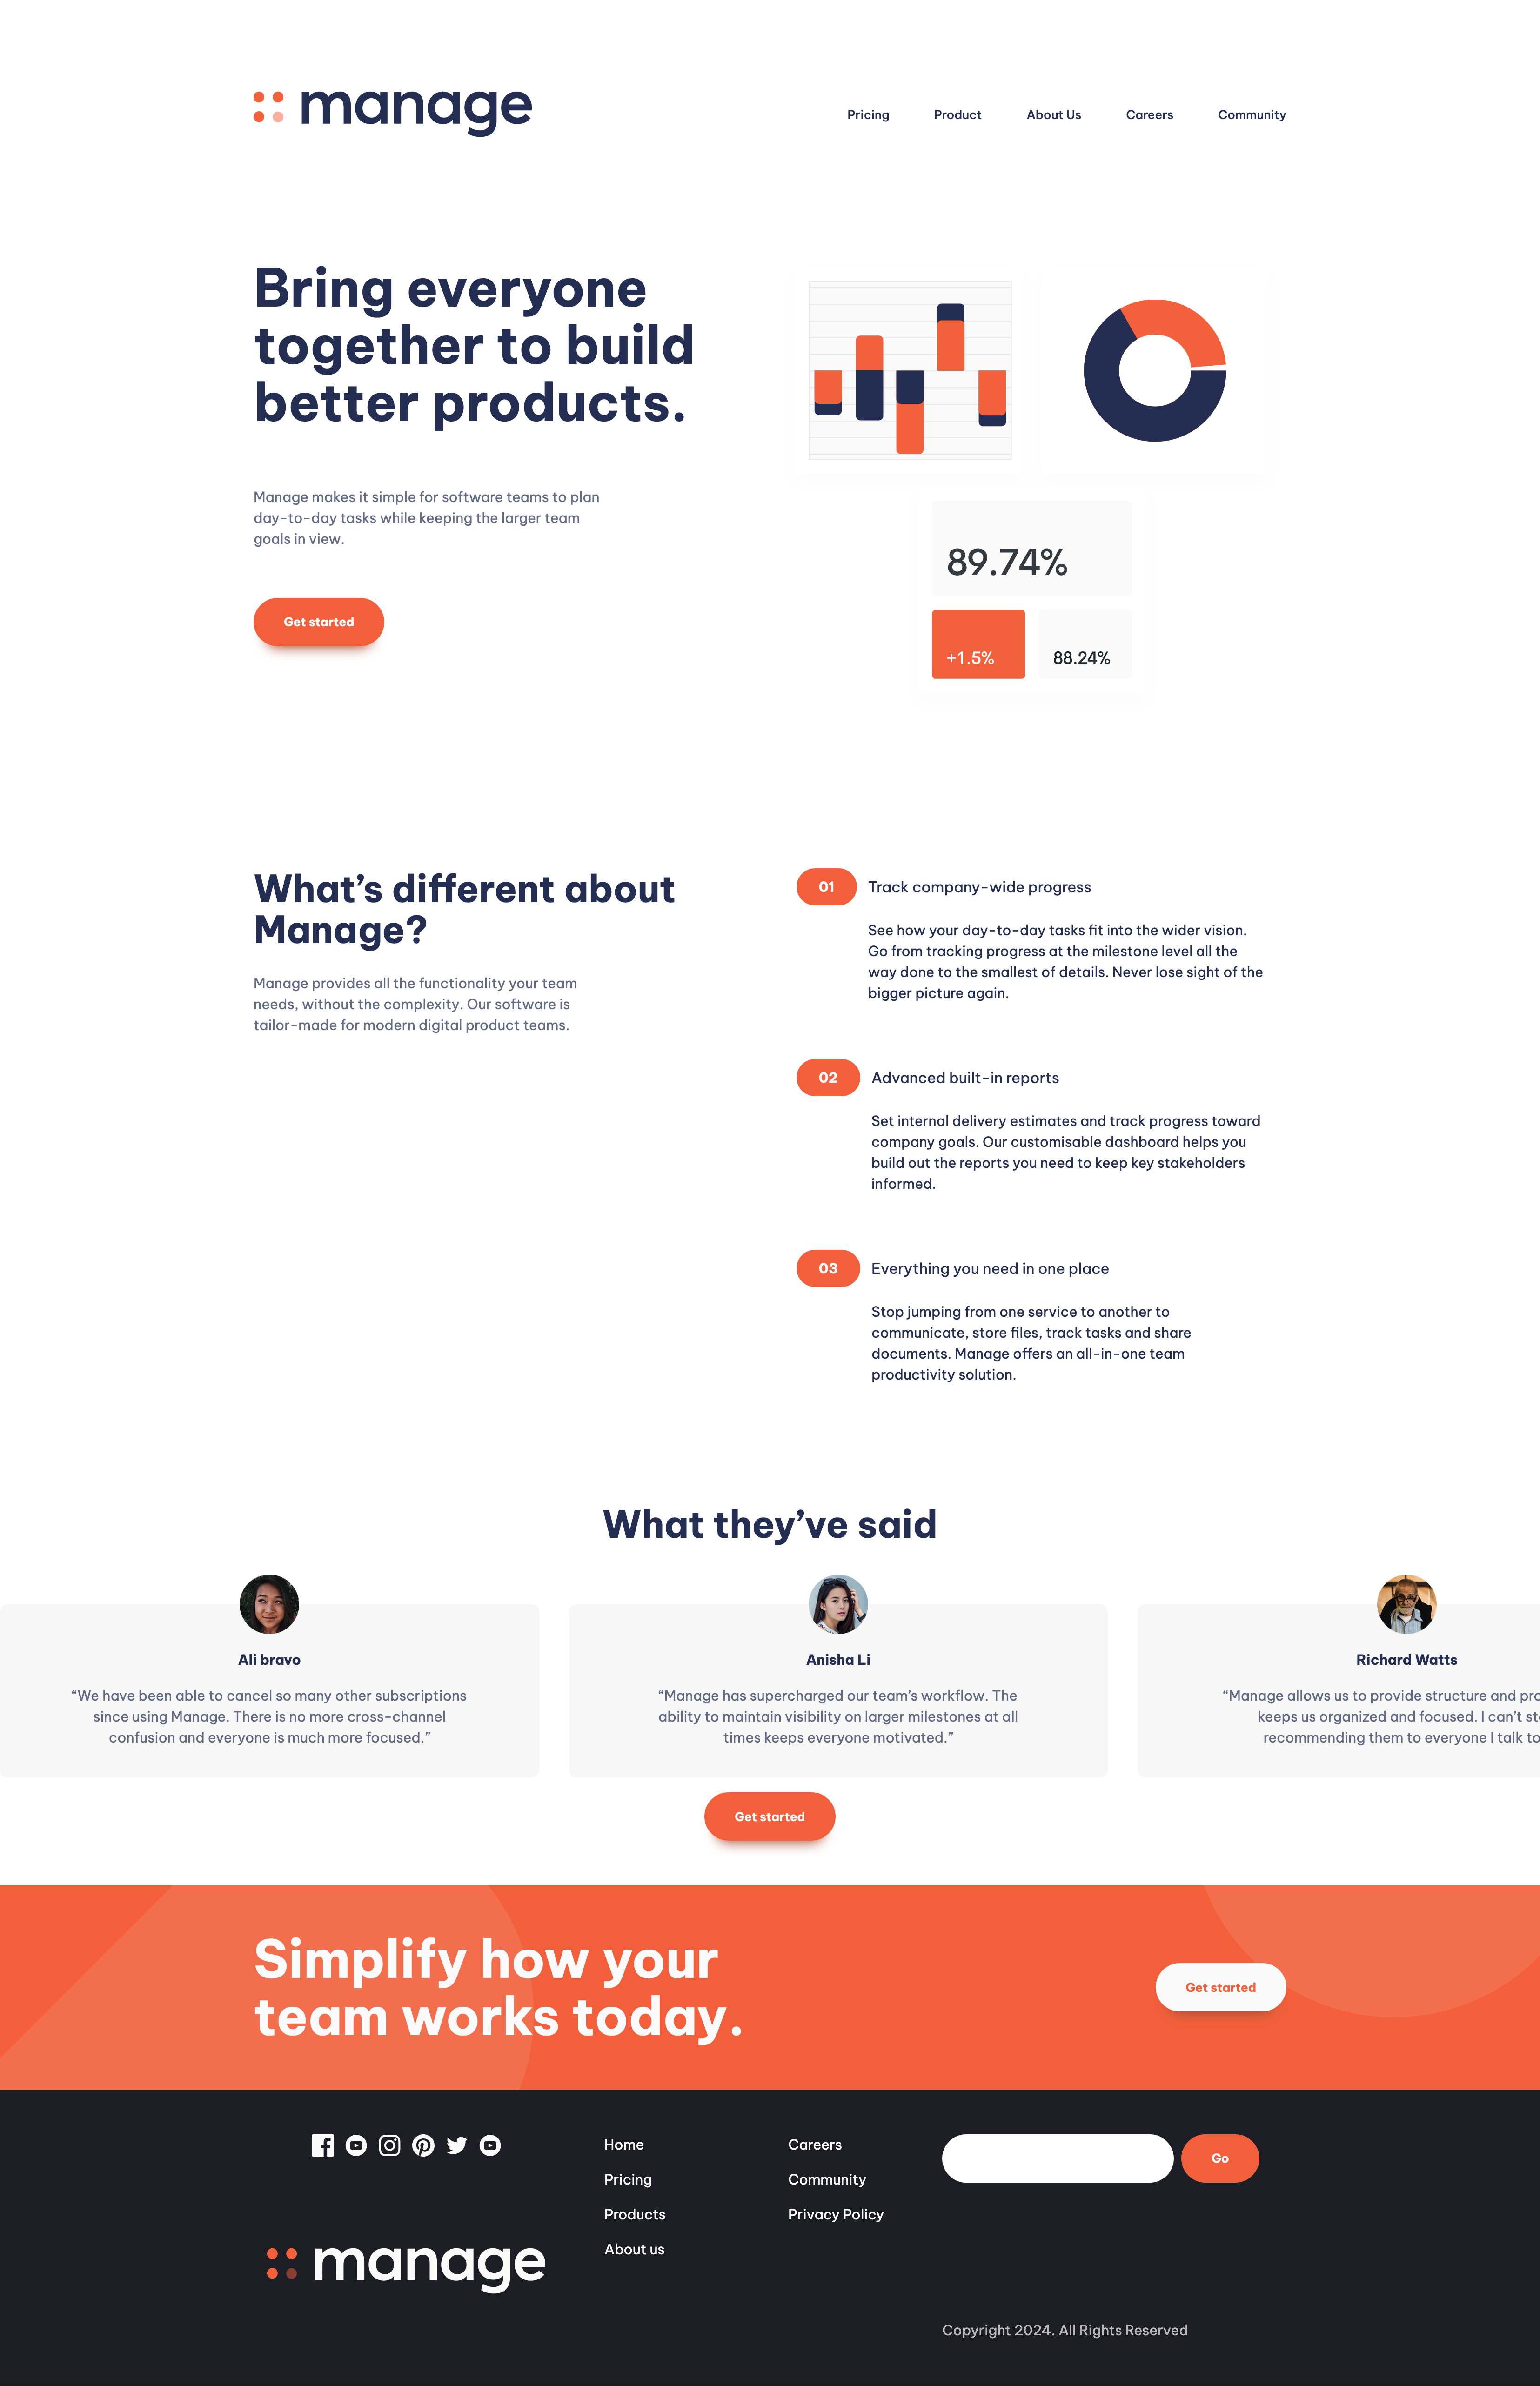 manage
Pricing
Product
About Us
Careers
Community
Bring everyone
together to build
better products.
Manage makes it simple for software teams to plan
day-to-day tasks while keeping the larger team
goals in view.
Get started
89.74%
+1.5%
88.24%
What’s different about
Manage?
Manage provides all the functionality your team
needs, without the complexity. Our software is
tailor-made for modern digital product teams.
01
Track company-wide progress
See how your day-to-day tasks fit into the wider vision.
Go from tracking progress at the milestone level all the
way done to the smallest of details. Never lose sight of the
bigger picture again.
02
Advanced built-in reports
Set internal delivery estimates and track progress toward
company goals. Our customisable dashboard helps you
build out the reports you need to keep key stakeholders
informed.
03
Everything you need in one place
Stop jumping from one service to another to
communicate, store files, track tasks and share
documents. Manage offers an all-in-one team
productivity solution.
What they’ve said
Ali bravo
“We have been able to cancel so many other subscriptions
since using Manage. There is no more cross-channel
confusion and everyone is much more focused.”
Anisha Li
“Manage has supercharged our team’s workflow. The
ability to maintain visibility on larger milestones at all
times keeps everyone motivated.”
Richard Watts
“Manage allows us to provide structure and
keeps us organized and focused. I can’t
recommending them to everyone I talk to
Get started
Simplify how your
team works today.
Get started
Home
Pricing
Products
About us
Careers
Community
Privacy Policy
Go
manage
Copyright 2024. All Rights Reserved